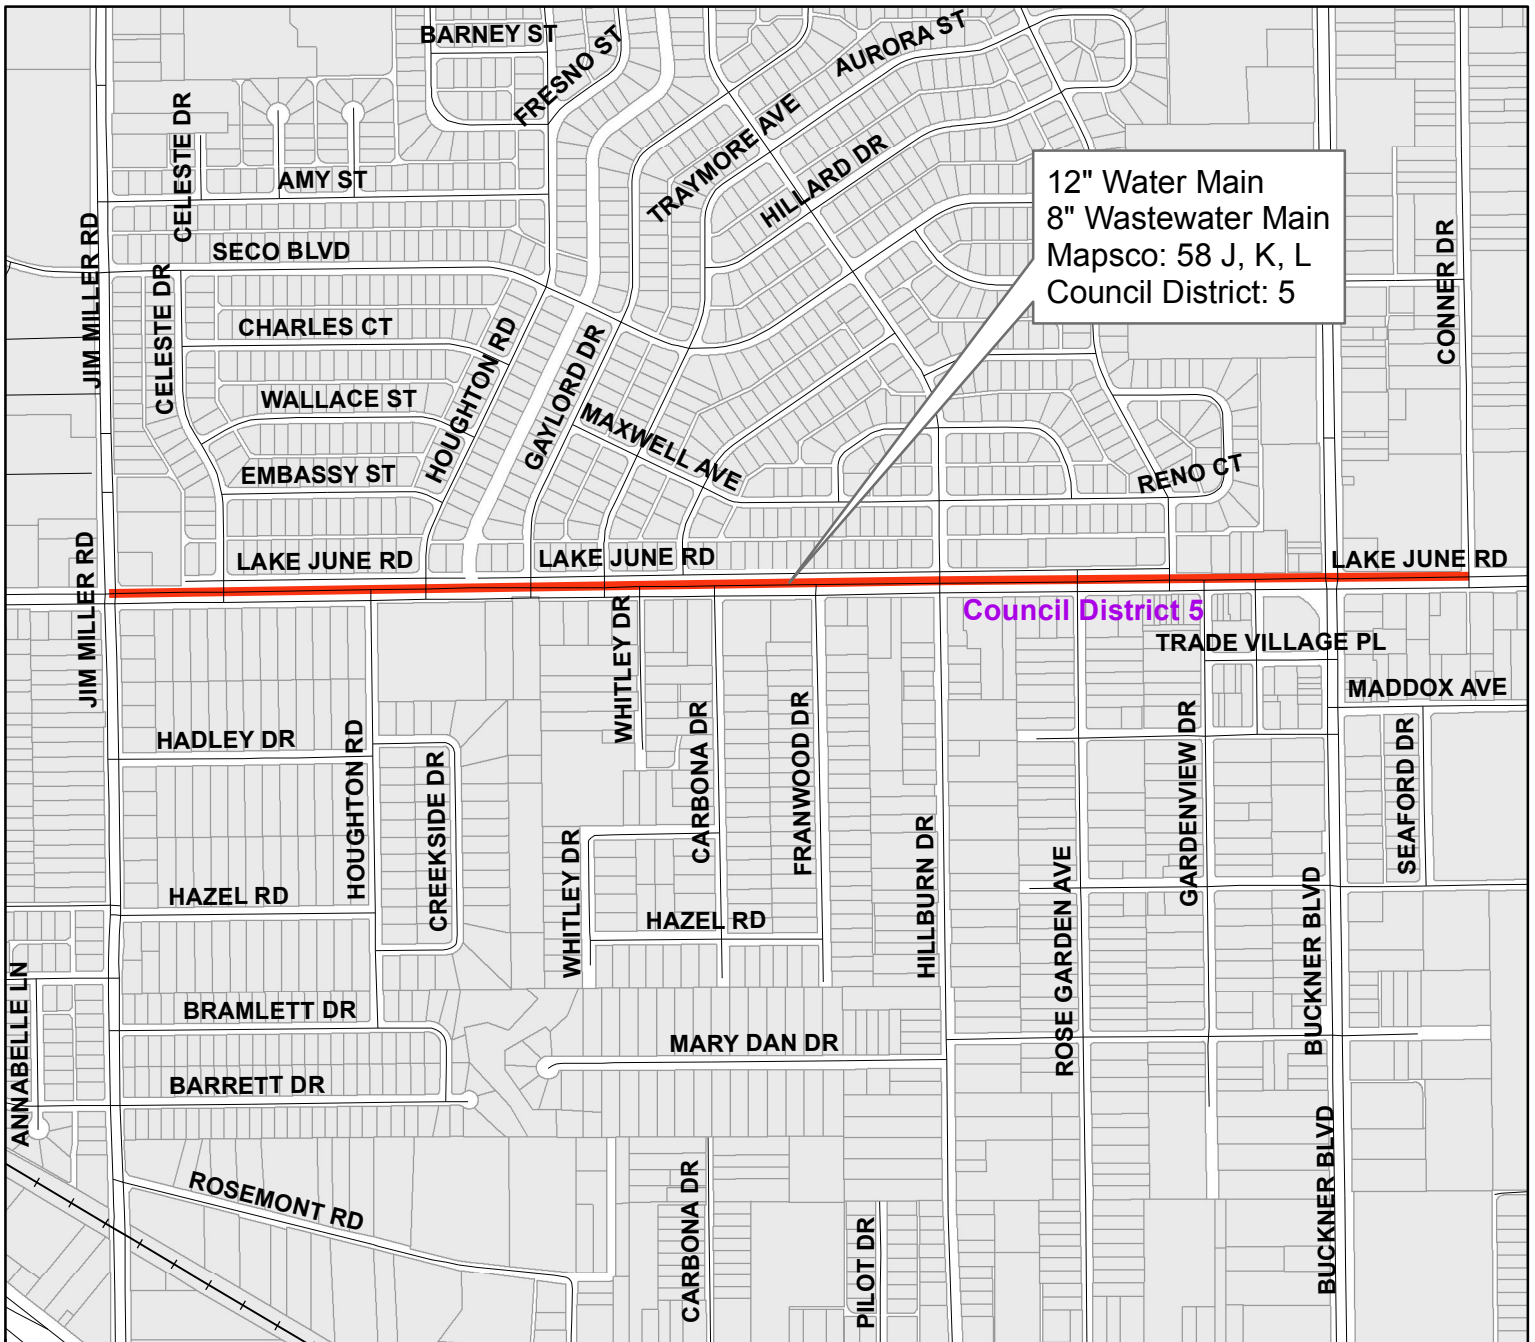 BARNEY ST
FRESNO ST
AURORA ST
CELESTE DR
TRAYMORE AVE
HILLARD DR
AMY ST
12" Water Main
8" Wastewater Main
Mapsco: 58 J, K, L
Council District: 5
JIM MILLER RD
SECO BLVD
CONNER DR
CELESTE DR
CHARLES CT
HOUGHTON RD
GAYLORD DR
WALLACE ST
MAXWELL AVE
EMBASSY ST
RENO CT
JIM MILLER RD
LAKE JUNE RD
LAKE JUNE RD
LAKE JUNE RD
Council District 5
WHITLEY DR
TRADE VILLAGE PL
MADDOX AVE
HADLEY DR
HOUGHTON RD
CREEKSIDE DR
CARBONA DR
FRANWOOD DR
GARDENVIEW DR
SEAFORD DR
HAZEL RD
WHITLEY DR
HAZEL RD
HILLBURN DR
ROSE GARDEN AVE
BUCKNER BLVD
ANNABELLE LN
BRAMLETT DR
MARY DAN DR
BARRETT DR
ROSEMONT RD
CARBONA DR
PILOT DR
BUCKNER BLVD